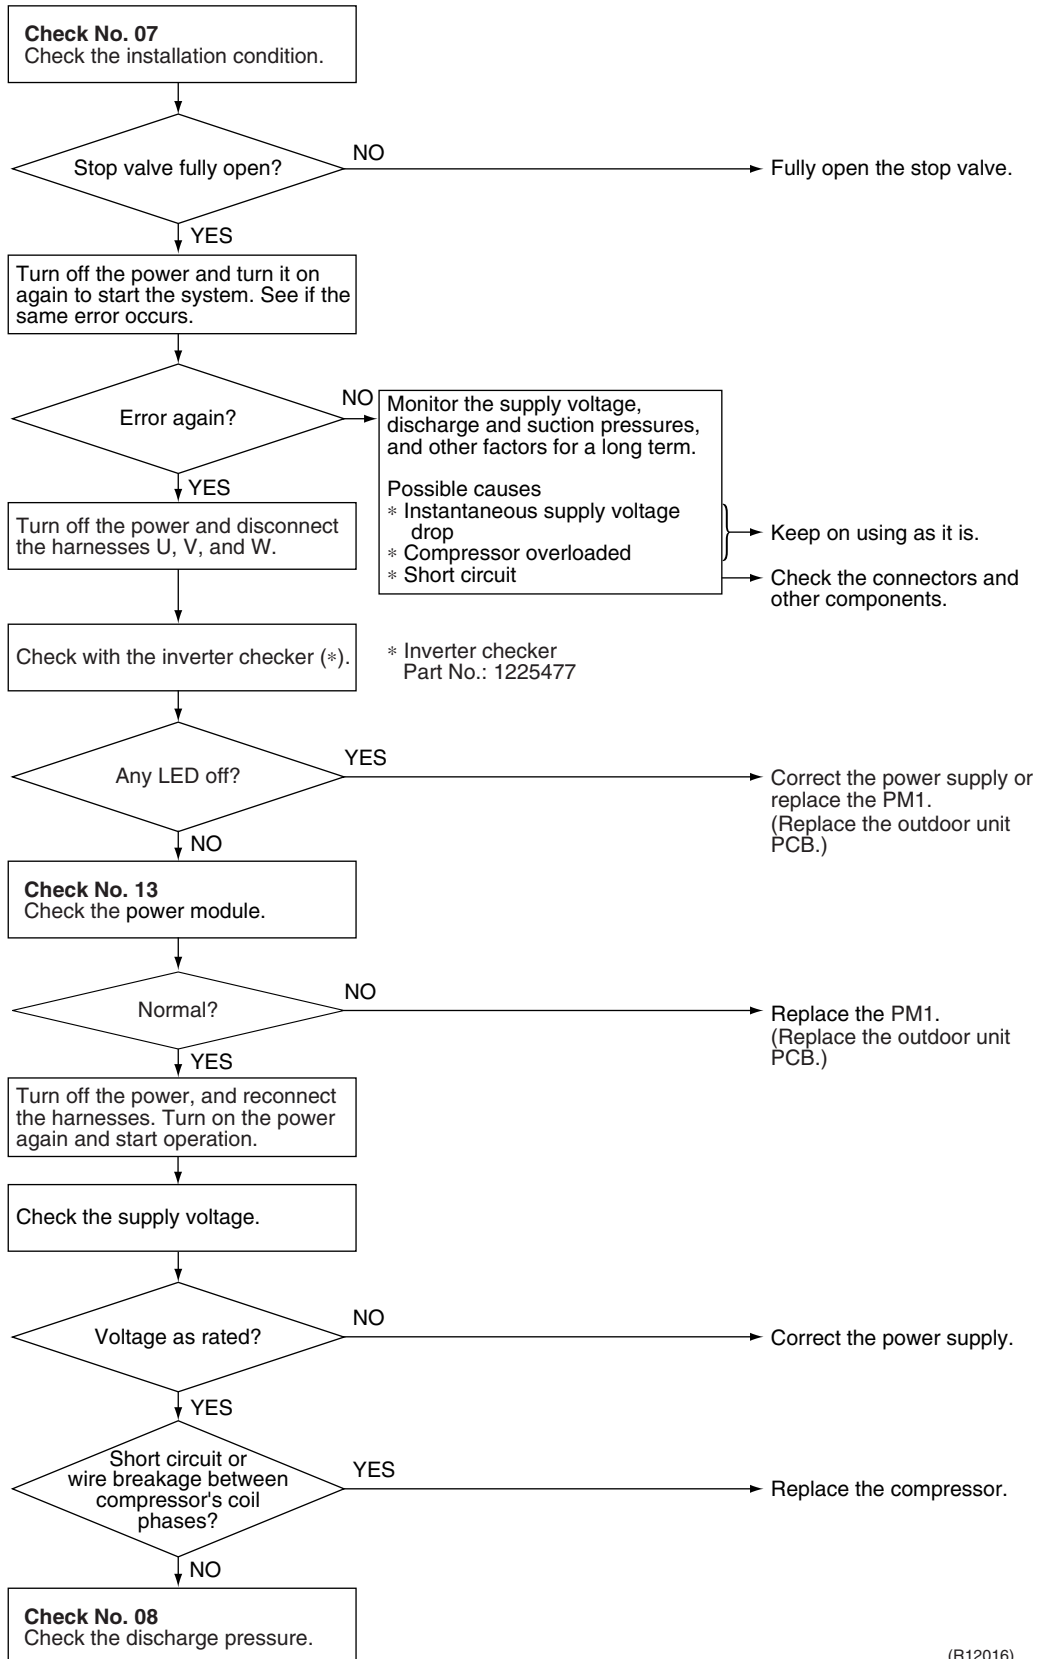 Check No. 07
Check the installation condition.
Stop valve fully open?
NO
Fully open the stop valve.
YES
Turn off the power and turn it on
again to start the system. See if the
same error occurs.
Error again?
NO
Monitor the supply voltage,
discharge and suction pressures,
and other factors for a long term.
Possible causes
* Instantaneous supply voltage
drop
* Compressor overloaded
* Short circuit
Keep on using as it is.
Check the connectors and
other components.
YES
Turn off the power and disconnect
the harnesses U, V, and W.
Check with the inverter checker (*).
* Inverter checker
Part No.: 1225477
Any LED off?
YES
Correct the power supply or
replace the PM1.
(Replace the outdoor unit
PCB.)
NO
Check No. 13
Check the power module.
Normal?
NO
Replace the PM1.
(Replace the outdoor unit
PCB.)
YES
Turn off the power, and reconnect
the harnesses. Turn on the power
again and start operation.
Check the supply voltage.
Voltage as rated?
NO
Correct the power supply.
YES
Short circuit or
wire breakage between
compressor's coil
phases?
YES
Replace the compressor.
NO
Check No. 08
Check the discharge pressure.
(R12016)